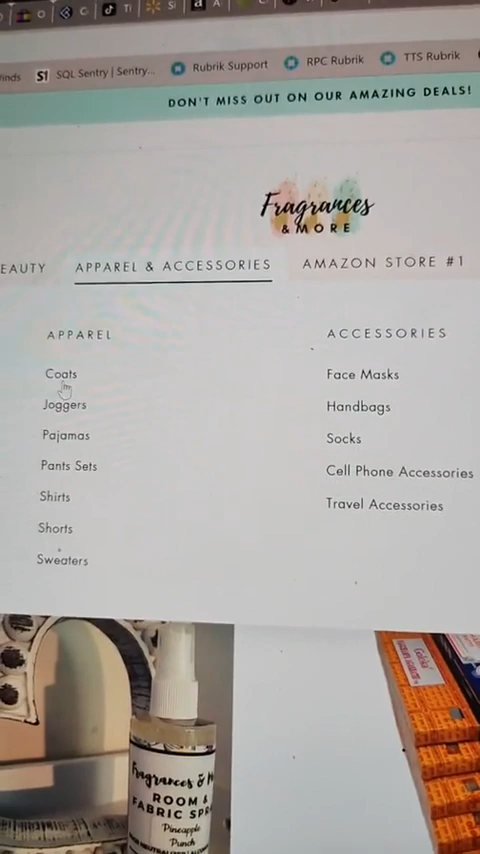 SQL Sentry | Sentry...
Rubrik Support
RPC Rubrik
TTS Rubrik
DON'T MISS OUT ON OUR AMAZING DEALS!
Fragrances
& MORE
EAUTY
APPAREL & ACCESSORIES
AMAZON STORE #1
APPAREL
ACCESSORIES
Coats
Face Masks
Joggers
Handbags
Pajamas
Socks
Pants Sets
Cell Phone Accessories
Shirts
Travel Accessories
Shorts
Sweaters
Fragrances & M
ROOM &
FABRIC SPR
Pineapple
Punch